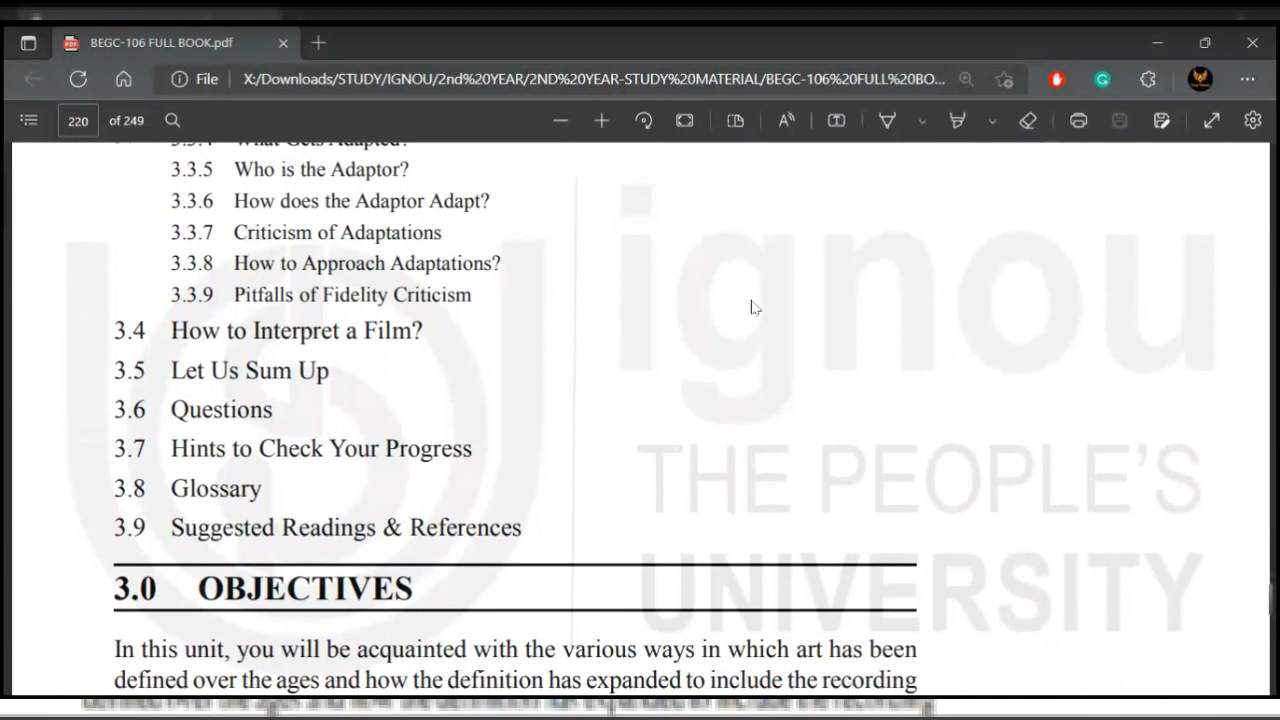 BEGC-106 FULL BOOK.pdf
File
X:/Downloads/STUDY/IGNOU/2nd%20YEAR/2ND%20YEAR-STUDY%20MATERIAL/BEGC-106%20FULL%20BO...
220 of 249
3.3.4 What Gets Adapted?
3.3.5 Who is the Adaptor?
3.3.6 How does the Adaptor Adapt?
3.3.7 Criticism of Adaptations
3.3.8 How to Approach Adaptations?
3.3.9 Pitfalls of Fidelity Criticism
3.4 How to Interpret a Film?
3.5 Let Us Sum Up
3.6 Questions
3.7 Hints to Check Your Progress
3.8 Glossary
3.9 Suggested Readings & References
ignou
THE PEOPLE'S
UNIVERSITY
3.0 OBJECTIVES
In this unit, you will be acquainted with the various ways in which art has been
defined over the ages and how the definition has expanded to include the recording